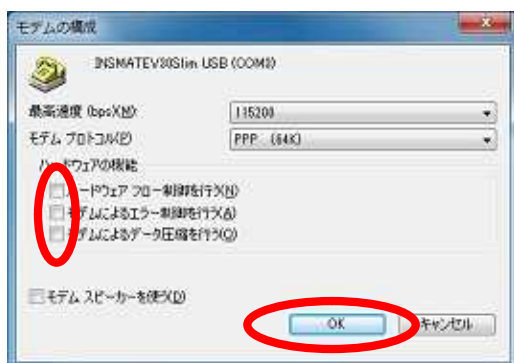 モデムの構成
INSMATEV30Slim USB (COM3)
最高速度 (bps)(M):
115200
モデム プロトコル(P)
PPP (64K)
ハードウェアの機能
ハードウェア フロー制御を行う(N)
モデムによるエラー制御を行う(A)
モデムによるデータ圧縮を行う(O)
モデム スピーカーを使う(D)
OK
キャンセル